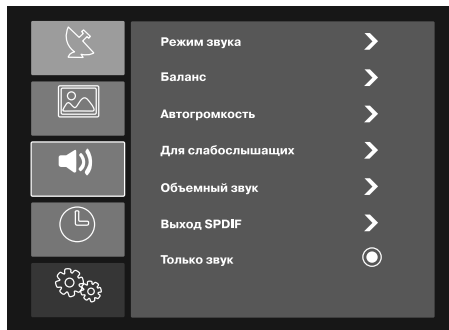 Режим звука
Баланс
Автогромкость
Для слабослышащих
Объемный звук
Выход SPDIF
Только звук